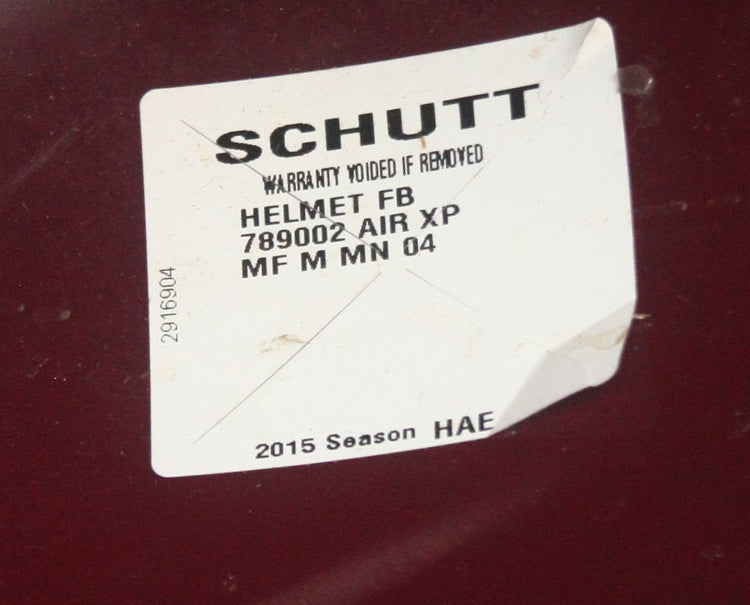 SCHUTT
WARRANTY VOIDED IF REMOVED
HELMET FB
789002 AIR XP
MF M MN 04
2916904
2015 Season HAE